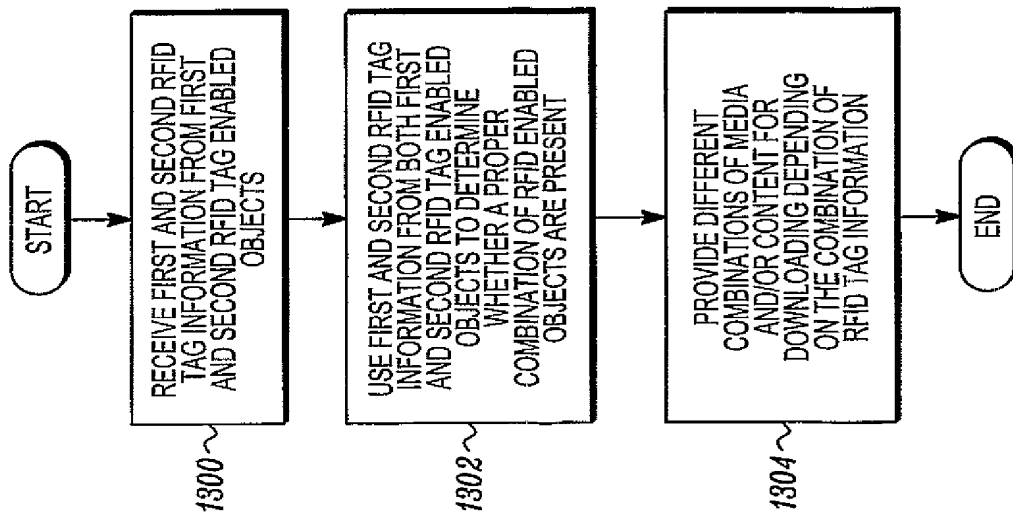 START
RECEIVE FIRST AND SECOND RFID
TAG INFORMATION FROM FIRST
AND SECOND RFID TAG ENABLED
OBJECTS
1300
USE FIRST AND SECOND RFID TAG
INFORMATION FROM BOTH FIRST
AND SECOND RFID TAG ENABLED
OBJECTS TO DETERMINE
WHETHER A PROPER
COMBINATION OF RFID ENABLED
OBJECTS ARE PRESENT
1302
PROVIDE DIFFERENT
COMBINATIONS OF MEDIA
AND/OR CONTENT FOR
DOWNLOADING DEPENDING
ON THE COMBINATION OF
RFID TAG INFORMATION
1304
END